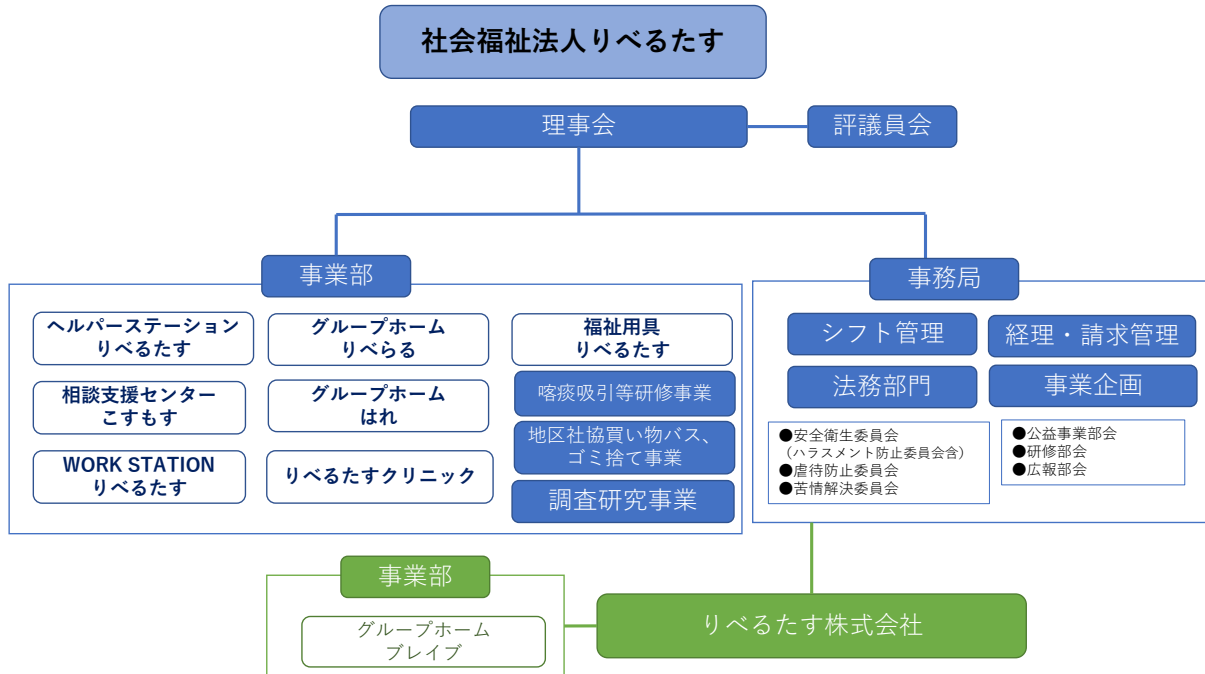 社会福祉法人りべるたす
理事会
評議員会
事業部
ヘルパーステーション
りべるたす
グループホーム
りべらる
福祉用具
りべるたす
相談支援センター
こすもす
グループホーム
はれ
喀痰吸引等研修事業
地区社協買い物バス、
ゴミ捨て事業
WORK STATION
りべるたす
りべるたすクリニック
調査研究事業
事務局
シフト管理
経理・請求管理
法務部門
事業企画
●安全衛生委員会
（ハラスメント防止委員会含）
●虐待防止委員会
●苦情解決委員会
●公益事業部会
●研修部会
●広報部会
事業部
グループホーム
ブレイブ
りべるたす株式会社